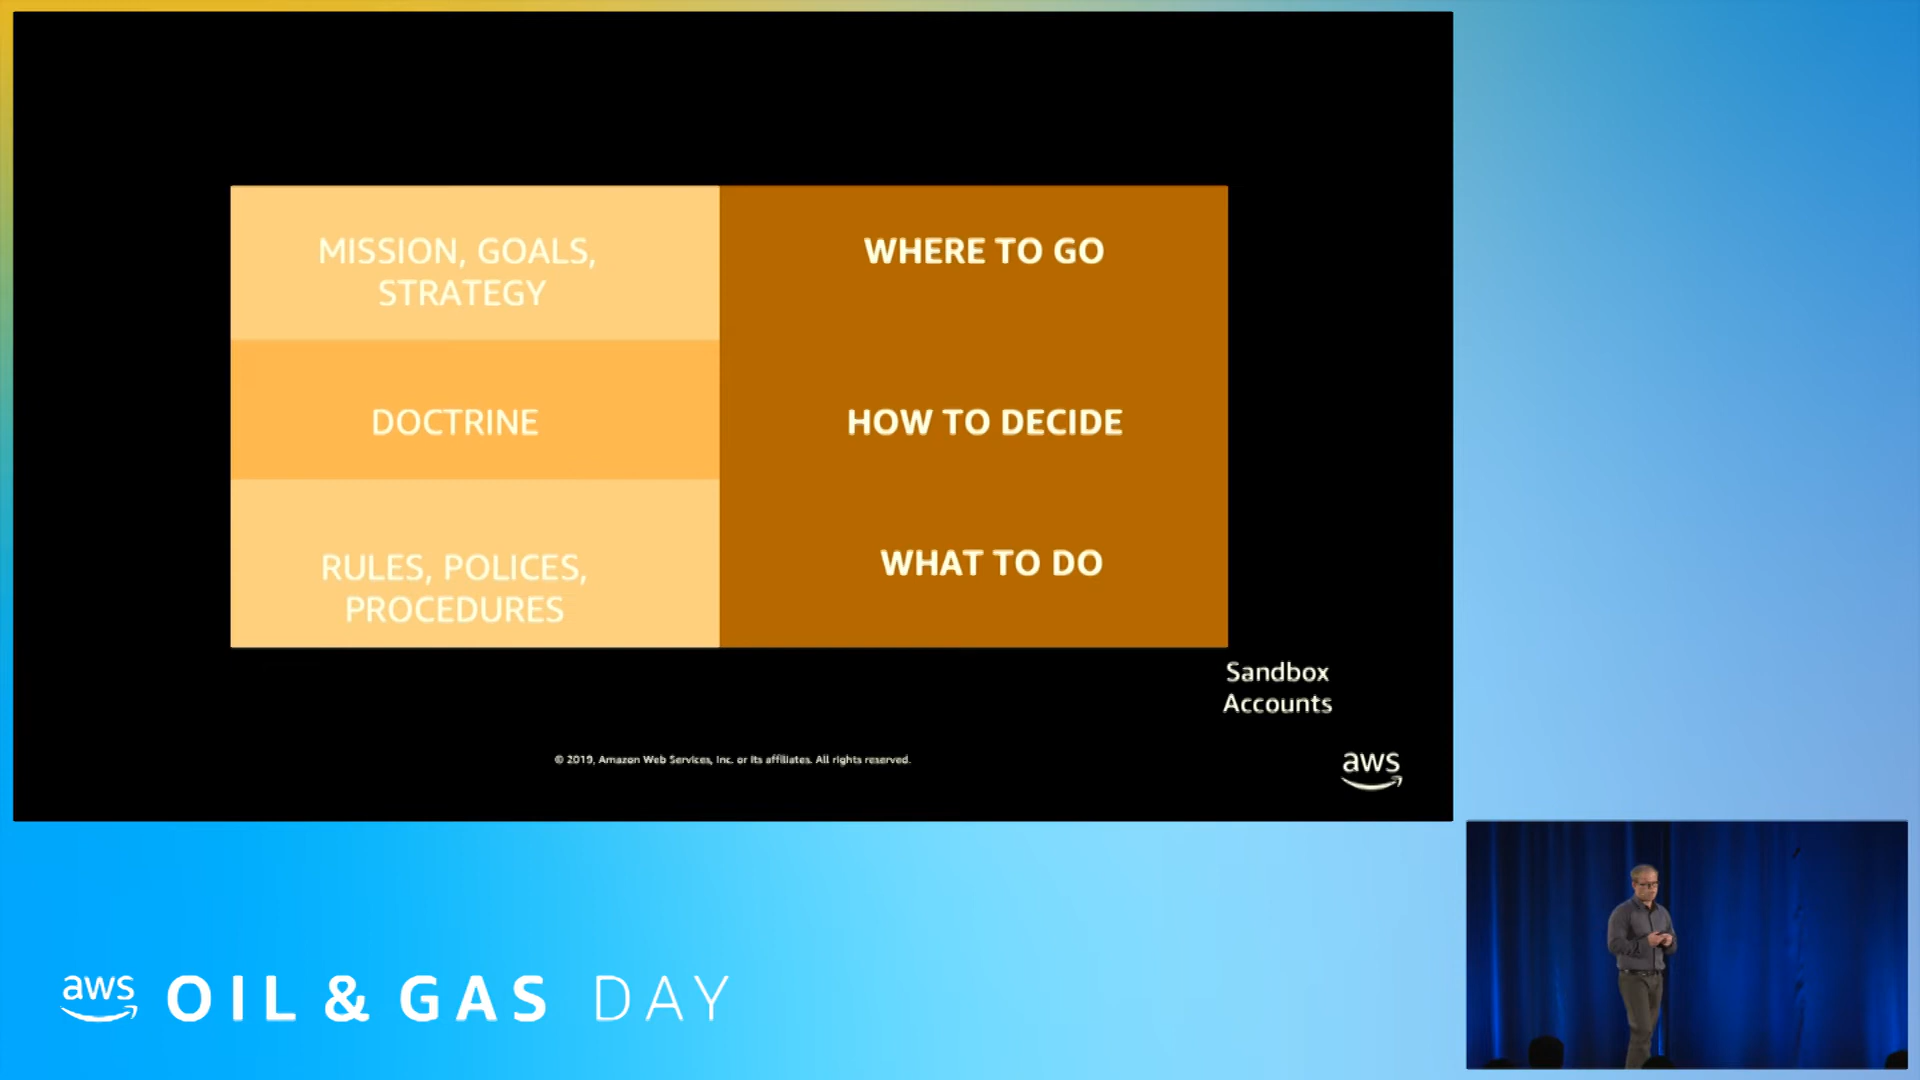 MISSION, GOALS,
STRATEGY
WHERE TO GO
DOCTRINE
HOW TO DECIDE
RULES, POLICES,
PROCEDURES
WHAT TO DO
Sandbox
Accounts
© 2019, Amazon Web Services, Inc. or its affiliates. All rights reserved.
aws
aws OIL & GAS DAY